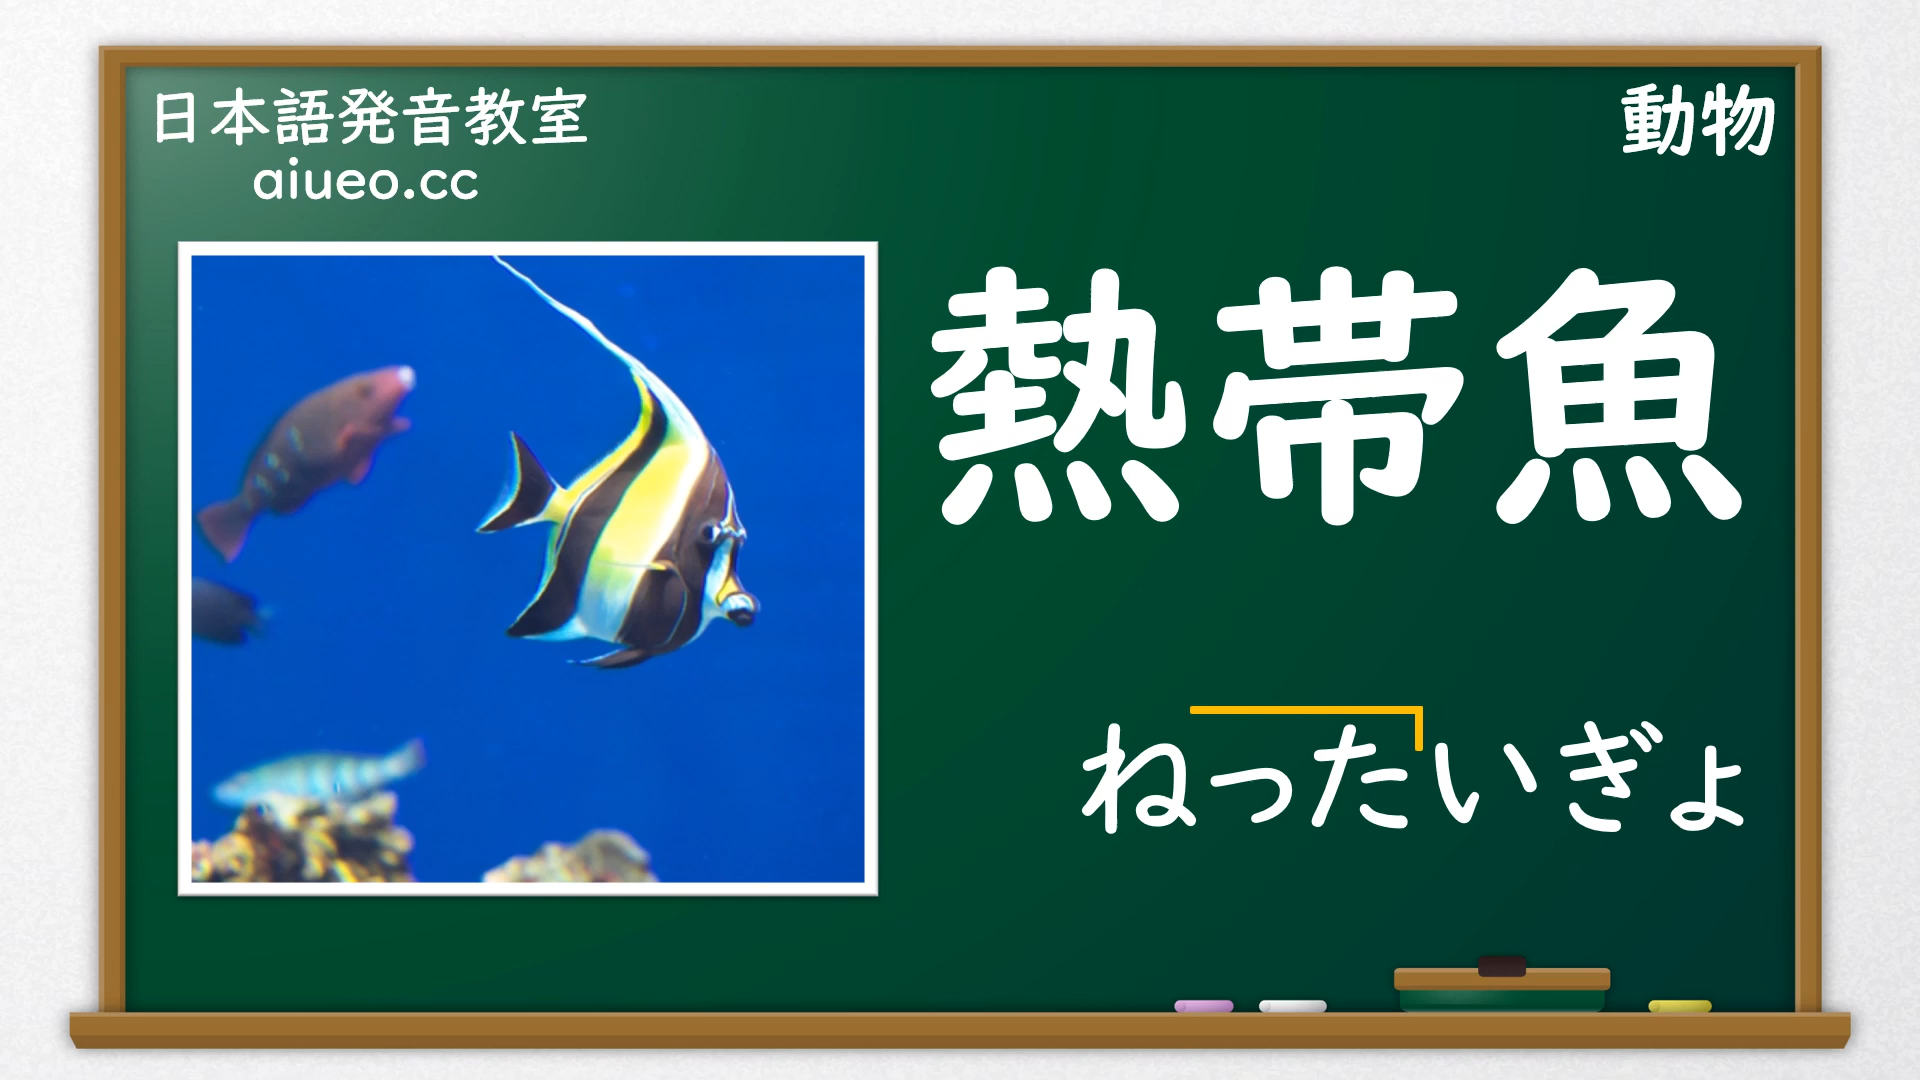 日本語発音教室
aiueo.cc
動物
熱帯魚
ねったいぎょ